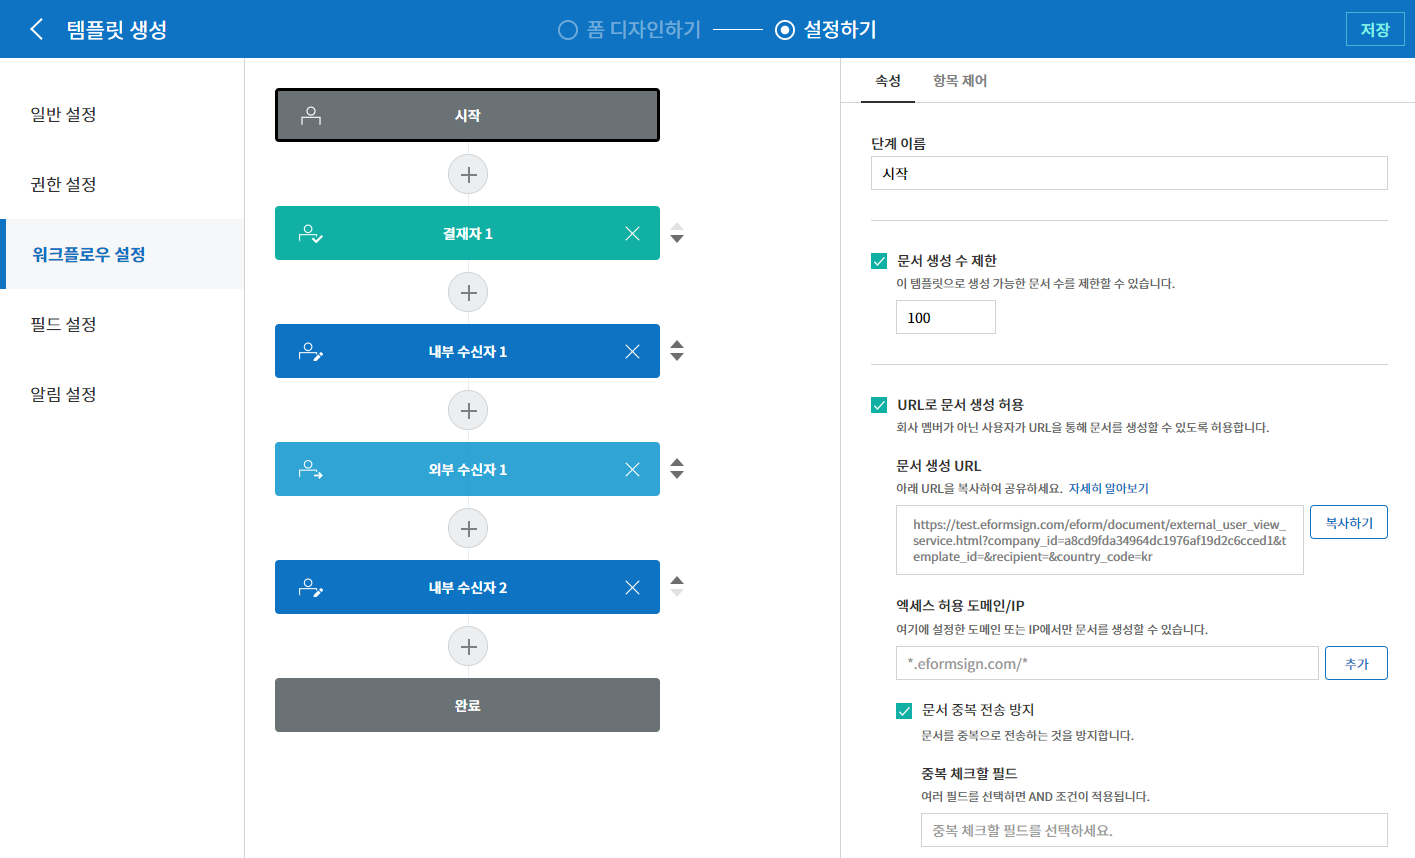 템플릿 생성
폼 디자인하기
설정하기
저장
일반 설정
권한 설정
워크플로우 설정
필드 설정
알림 설정
시작
결재자 1
내부 수신자 1
외부 수신자 1
내부 수신자 2
완료
속성
항목 제어
단계 이름
시작
문서 생성 수 제한
이 템플릿으로 생성 가능한 문서 수를 제한할 수 있습니다.
100
URL로 문서 생성 허용
회사 멤버가 아닌 사용자가 URL을 통해 문서를 생성할 수 있도록 허용합니다.
문서 생성 URL
아래 URL을 복사하여 공유하세요. 자세히 알아보기
https://test.eformsign.com/eform/document/external_user_view_
service.html?company_id=a8cd9fda34964dc1976af19d2c6cced1&t
emplate_id=&recipient=&country_code=kr
복사하기
엑세스 허용 도메인/IP
여기에 설정한 도메인 또는 IP에서만 문서를 생성할 수 있습니다.
*.eformsign.com/*
추가
문서 중복 전송 방지
문서를 중복으로 전송하는 것을 방지합니다.
중복 체크할 필드
여러 필드를 선택하면 AND 조건이 적용됩니다.
중복 체크할 필드를 선택하세요.